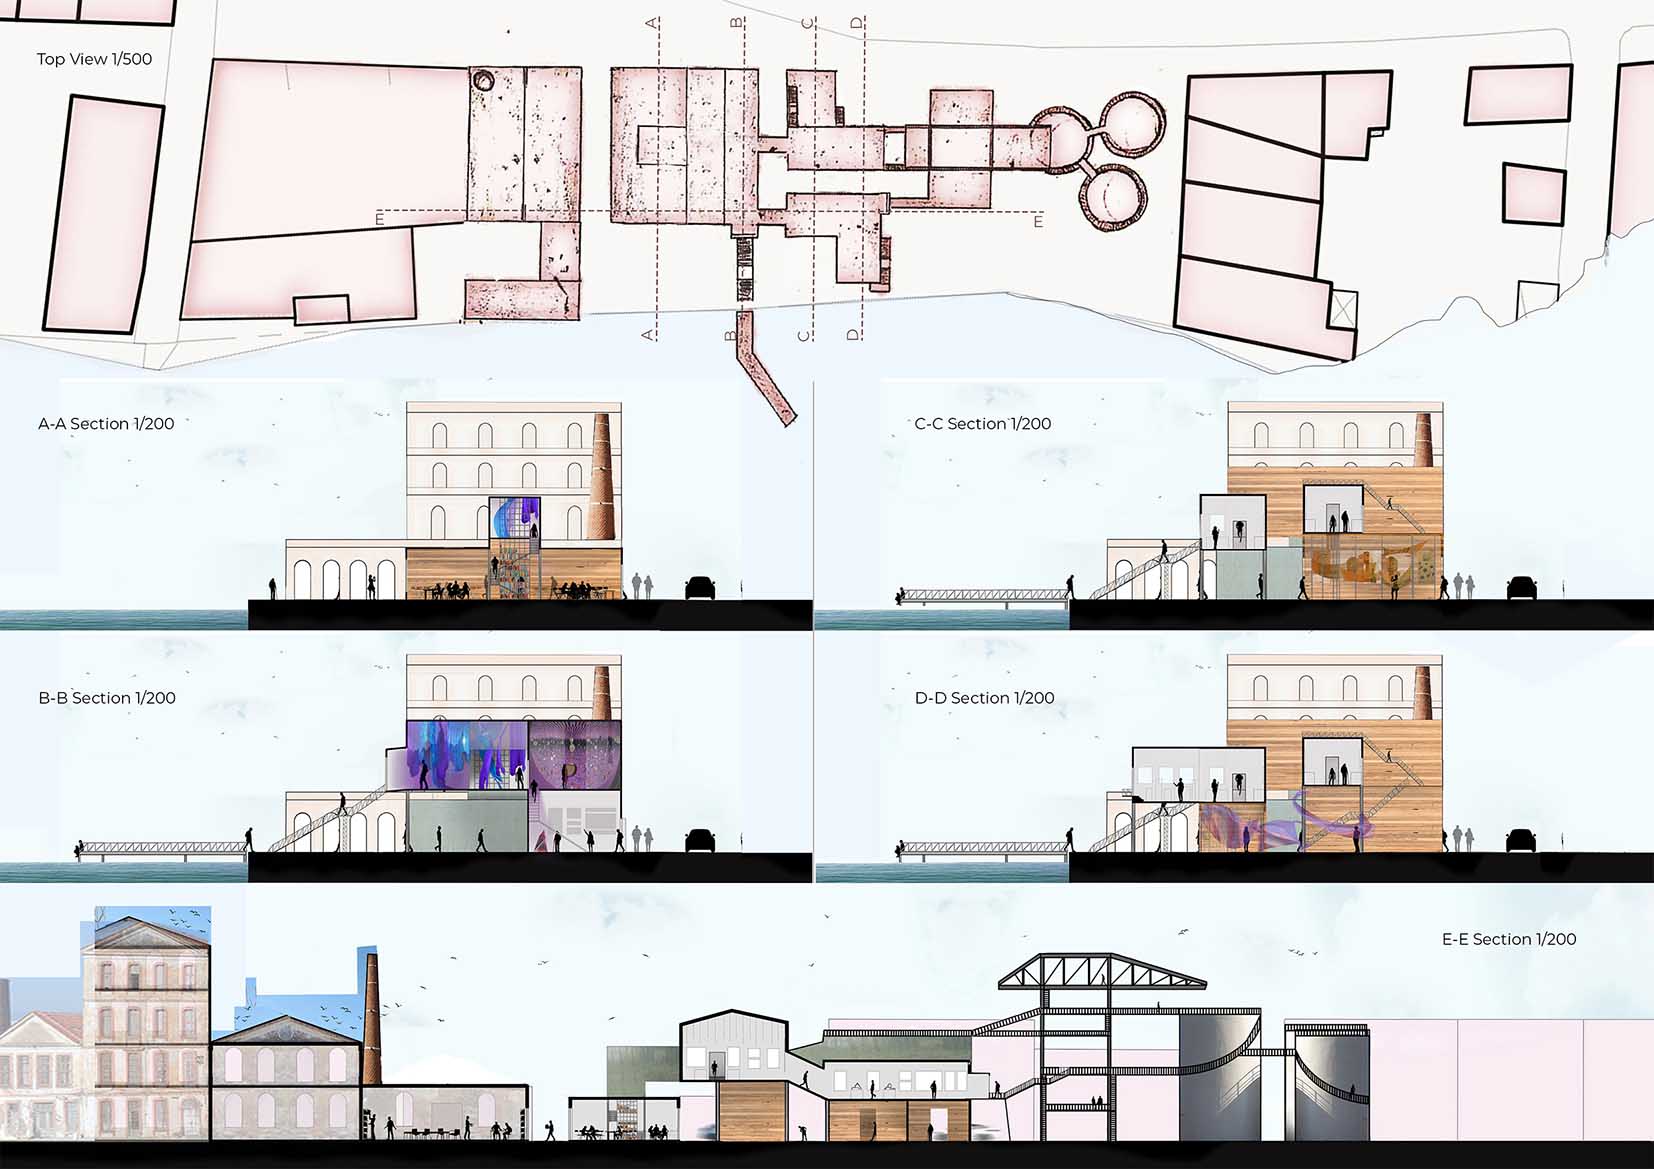 Top View 1/500
A
B
C
D
E
E
A
B
C
D
A-A Section 1/200
C-C Section 1/200
B-B Section 1/200
D-D Section 1/200
E-E Section 1/200